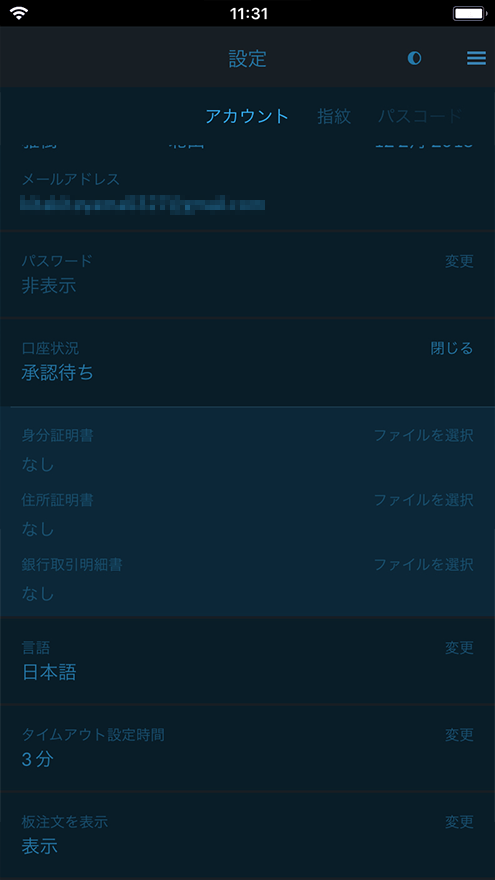 11:31
設定
アカウント 指紋 パスコード
メールアドレス
パスワード 変更
非表示
口座状況 閉じる
承認待ち
身分証明書 ファイルを選択
なし
住所証明書 ファイルを選択
なし
銀行取引明細書 ファイルを選択
なし
言語 変更
日本語
タイムアウト設定時間 変更
3 分
板注文を表示 変更
表示